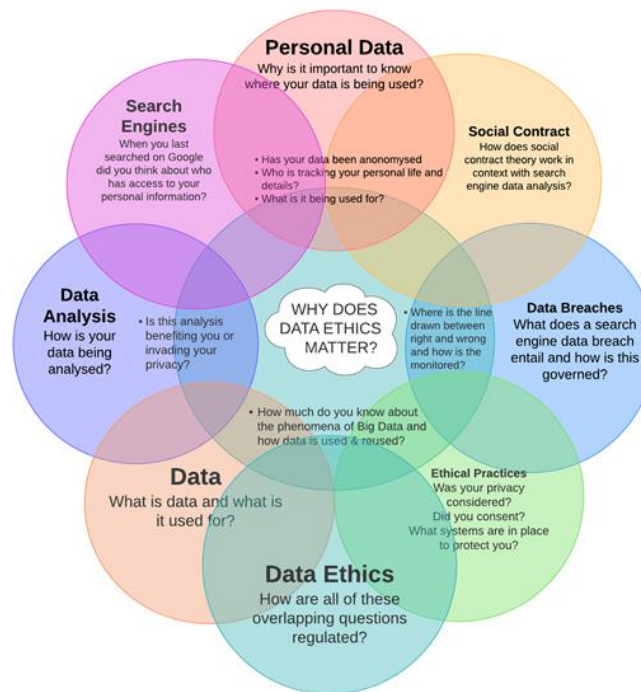 Personal Data
Why is it important to know
where your data is being used?
Search
Engines
When you last
searched on Google
did you think about who
has access to your
personal information?
Social Contract
How does social
contract theory work in
context with search
engine data analysis?
• Has your data been anonomysed
• Who is tracking your personal life and
details?
• What is it being used for?
Data
Analysis
How is your
data being
analysed?
• Is this analysis
benefiting you or
invading your
privacy?
WHY DOES
DATA ETHICS
MATTER?
• Where is the line
drawn between
right and wrong
and how is the
monitored?
Data Breaches
What does a search
engine data breach
entail and how is this
governed?
• How much do you know about
the phenomena of Big Data and
how data is used & reused?
Data
What is data and what is
it used for?
Ethical Practices
Was your privacy
considered?
Did you consent?
What systems are in place
to protect you?
Data Ethics
How are all of these
overlapping questions
regulated?